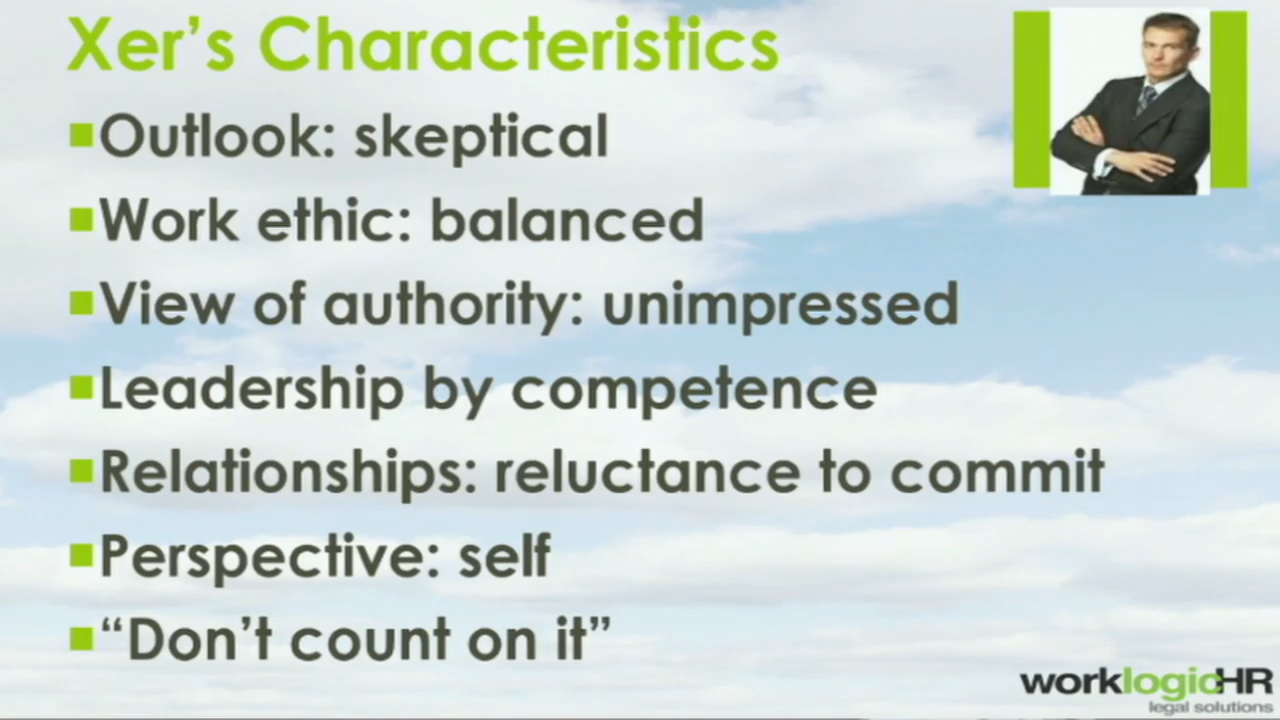 Xer’s Characteristics
Outlook: skeptical
Work ethic: balanced
View of authority: unimpressed
Leadership by competence
Relationships: reluctance to commit
Perspective: self
“Don’t count on it”
worklogicHR
legal solutions